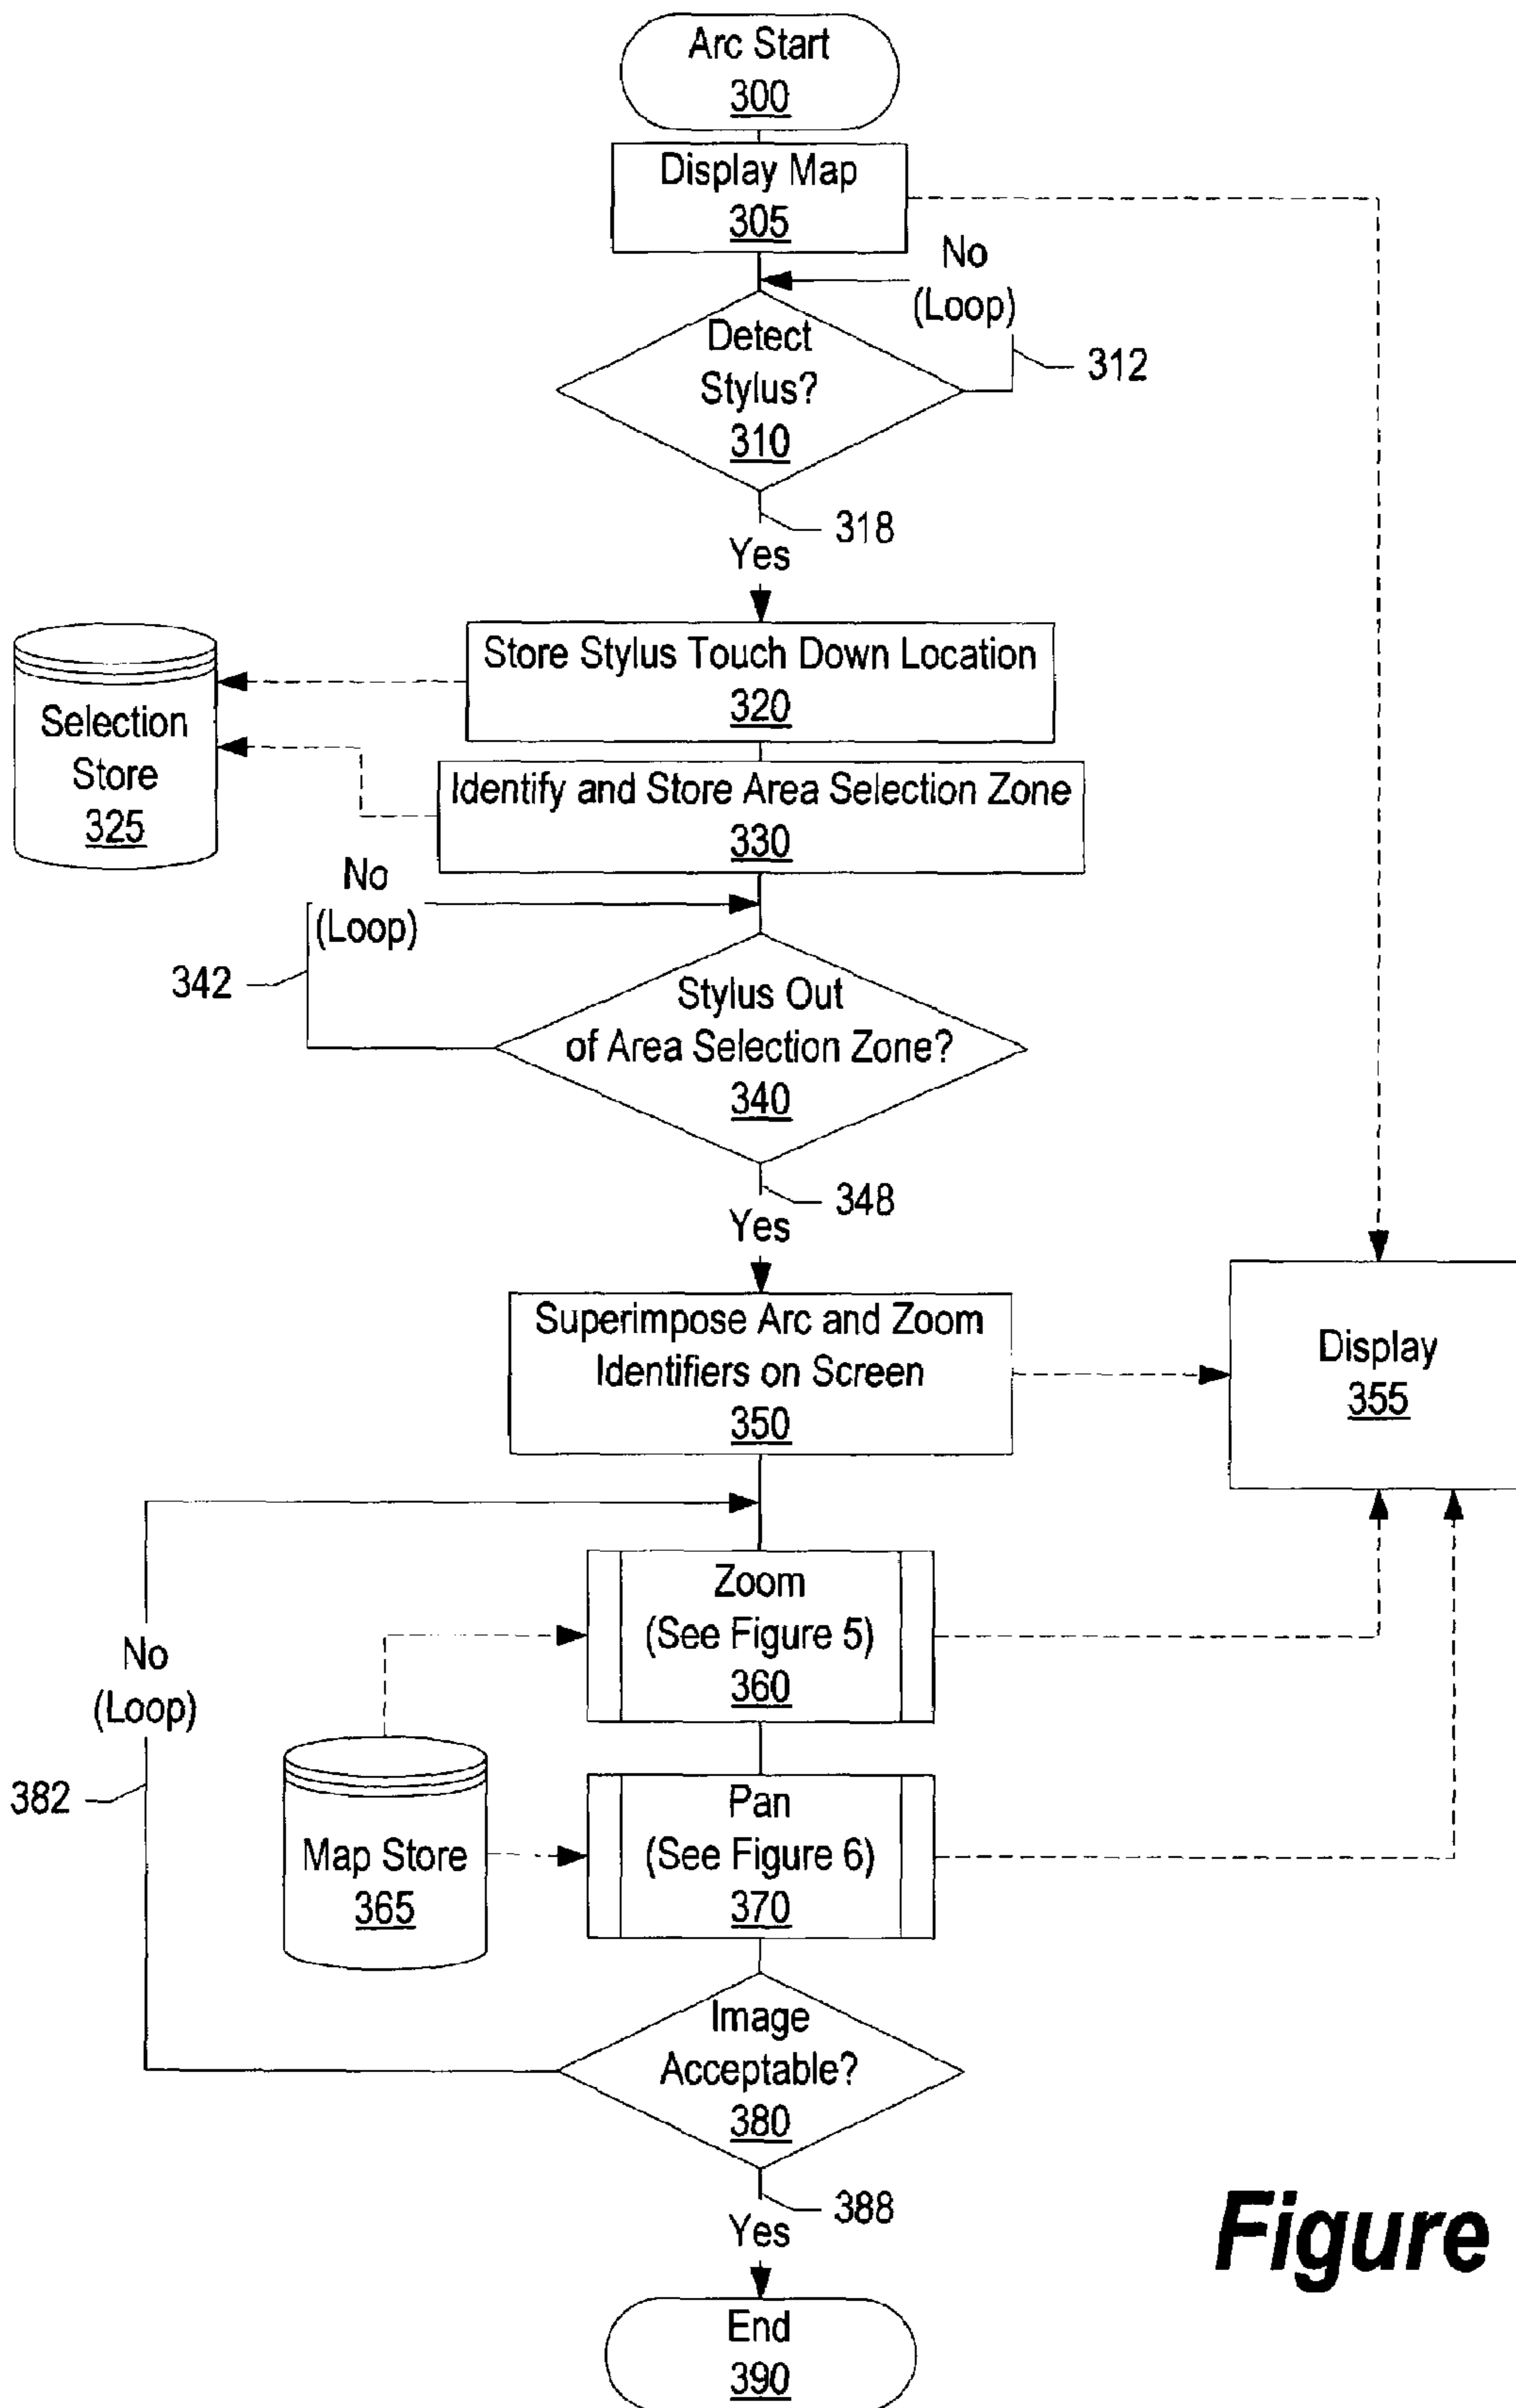 Arc Start
300
Display Map
305
No
(Loop)
Detect
Stylus?
310
312
318
Yes
Store Stylus Touch Down Location
320
Selection
Store
325
Identify and Store Area Selection Zone
330
No
(Loop)
342
Stylus Out
of Area Selection Zone?
340
348
Yes
Superimpose Arc and Zoom
Identifiers on Screen
350
Display
355
Zoom
(See Figure 5)
360
No
(Loop)
382
Map Store
365
Pan
(See Figure 6)
370
Image
Acceptable?
380
388
Yes
Figure
End
390